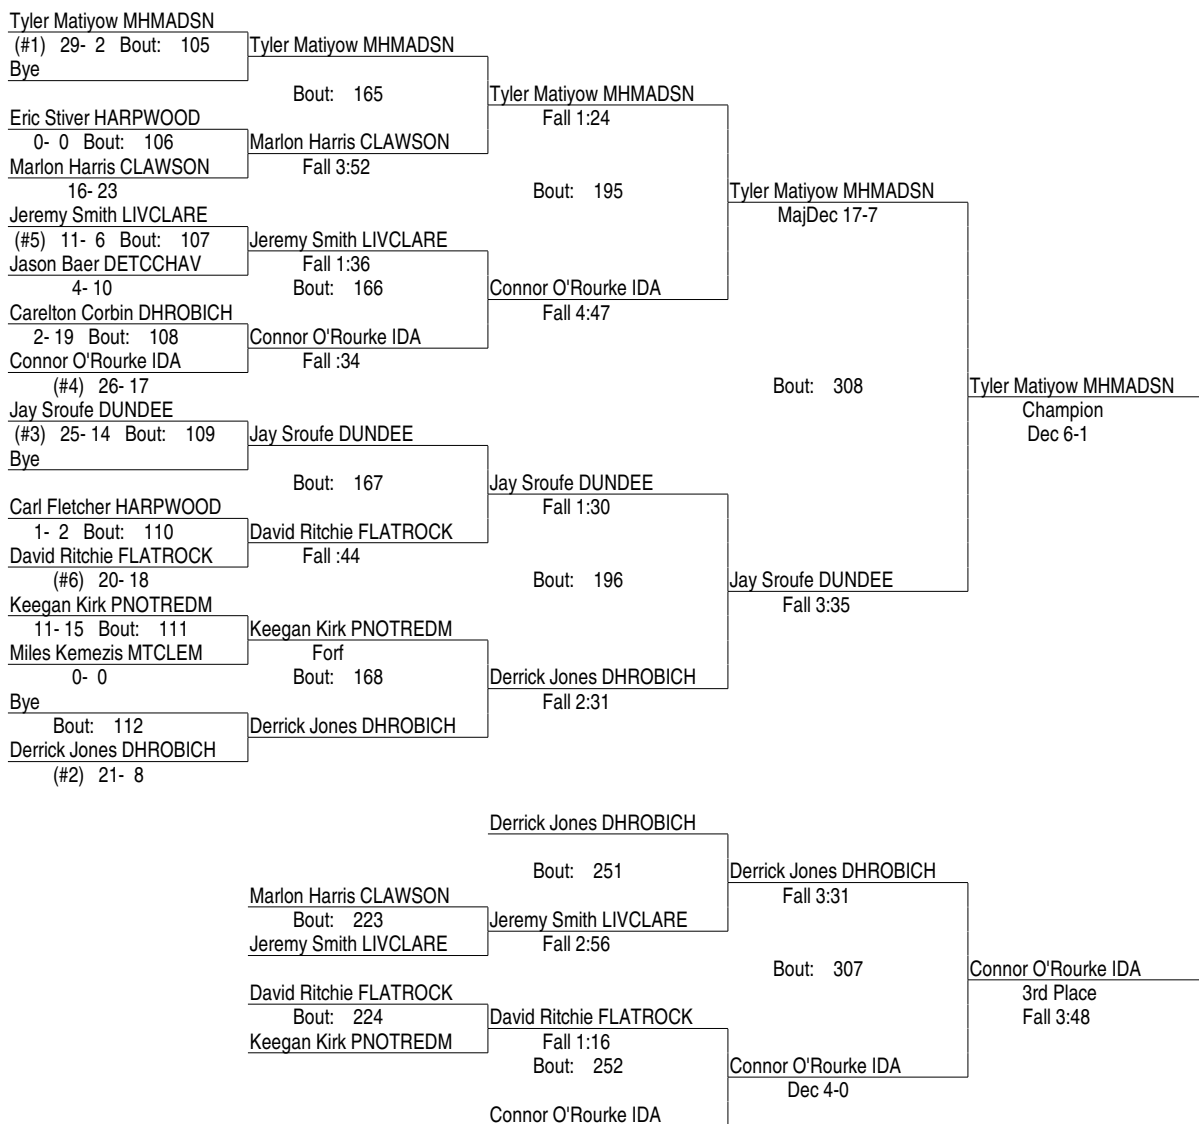 Tyler Matiyow MHMADSN
(#1) 29- 2 Bout: 105 Tyler Matiyow MHMADSN
Bye
Bout: 165 Tyler Matiyow MHMADSN
Eric Stiver HARPWOOD Fall 1:24
0- 0 Bout: 106 Marlon Harris CLAWSON
Marlon Harris CLAWSON Fall 3:52
16- 23 Bout: 195 Tyler Matiyow MHMADSN
Jeremy Smith LIVCLARE MajDec 17-7
(#5) 11- 6 Bout: 107 Jeremy Smith LIVCLARE
Jason Baer DETCCHAV Fall 1:36
4- 10 Bout: 166 Connor O'Rourke IDA
Carelton Corbin DHROBICH Fall 4:47
2- 19 Bout: 108 Connor O'Rourke IDA
Connor O'Rourke IDA Fall :34
(#4) 26- 17 Bout: 308 Tyler Matiyow MHMADSN
Jay Sroufe DUNDEE Champion
(#3) 25- 14 Bout: 109 Jay Sroufe DUNDEE Dec 6-1
Bye
Bout: 167 Jay Sroufe DUNDEE
Carl Fletcher HARPWOOD Fall 1:30
1- 2 Bout: 110 David Ritchie FLATROCK
David Ritchie FLATROCK Fall :44
(#6) 20- 18 Bout: 196 Jay Sroufe DUNDEE
Keegan Kirk PNOTREDM Fall 3:35
11- 15 Bout: 111 Keegan Kirk PNOTREDM
Miles Kemezis MTCLEM Forf
0- 0 Bout: 168 Derrick Jones DHROBICH
Bye Fall 2:31
Bout: 112 Derrick Jones DHROBICH
Derrick Jones DHROBICH
(#2) 21- 8
Derrick Jones DHROBICH
Bout: 251 Derrick Jones DHROBICH
Marlon Harris CLAWSON Fall 3:31
Bout: 223 Jeremy Smith LIVCLARE
Jeremy Smith LIVCLARE Fall 2:56
Bout: 307 Connor O'Rourke IDA
David Ritchie FLATROCK 3rd Place
Bout: 224 David Ritchie FLATROCK Fall 3:48
Keegan Kirk PNOTREDM Fall 1:16
Bout: 252 Connor O'Rourke IDA
Dec 4-0
Connor O'Rourke IDA